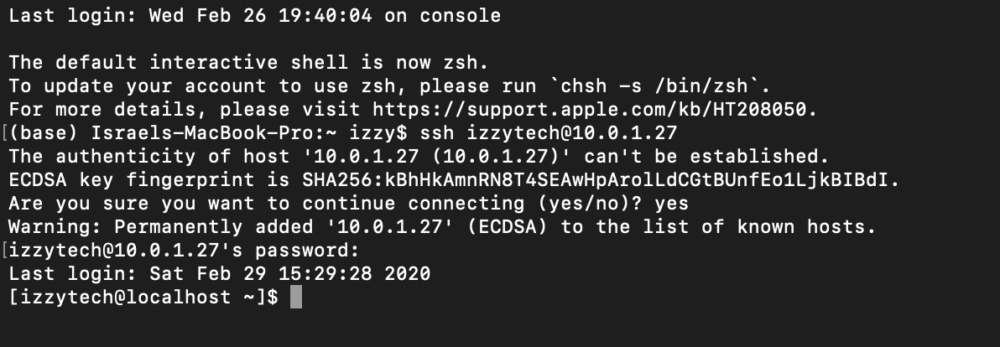 Last login: Wed Feb 26 19:40:04 on console

The default interactive shell is now zsh.
To update your account to use zsh, please run `chsh -s /bin/zsh`.
For more details, please visit https://support.apple.com/kb/HT208050.
[(base) Israels-MacBook-Pro:~ izzy$ ssh izzytech@10.0.1.27
The authenticity of host '10.0.1.27 (10.0.1.27)' can't be established.
ECDSA key fingerprint is SHA256:kBhHkAmnRN8T4SEAwHpArolLdCGtBUnfEo1LjkBIBdI.
Are you sure you want to continue connecting (yes/no)? yes
Warning: Permanently added '10.0.1.27' (ECDSA) to the list of known hosts.
[izzytech@10.0.1.27's password:
Last login: Sat Feb 29 15:29:28 2020
[izzytech@localhost ~]$